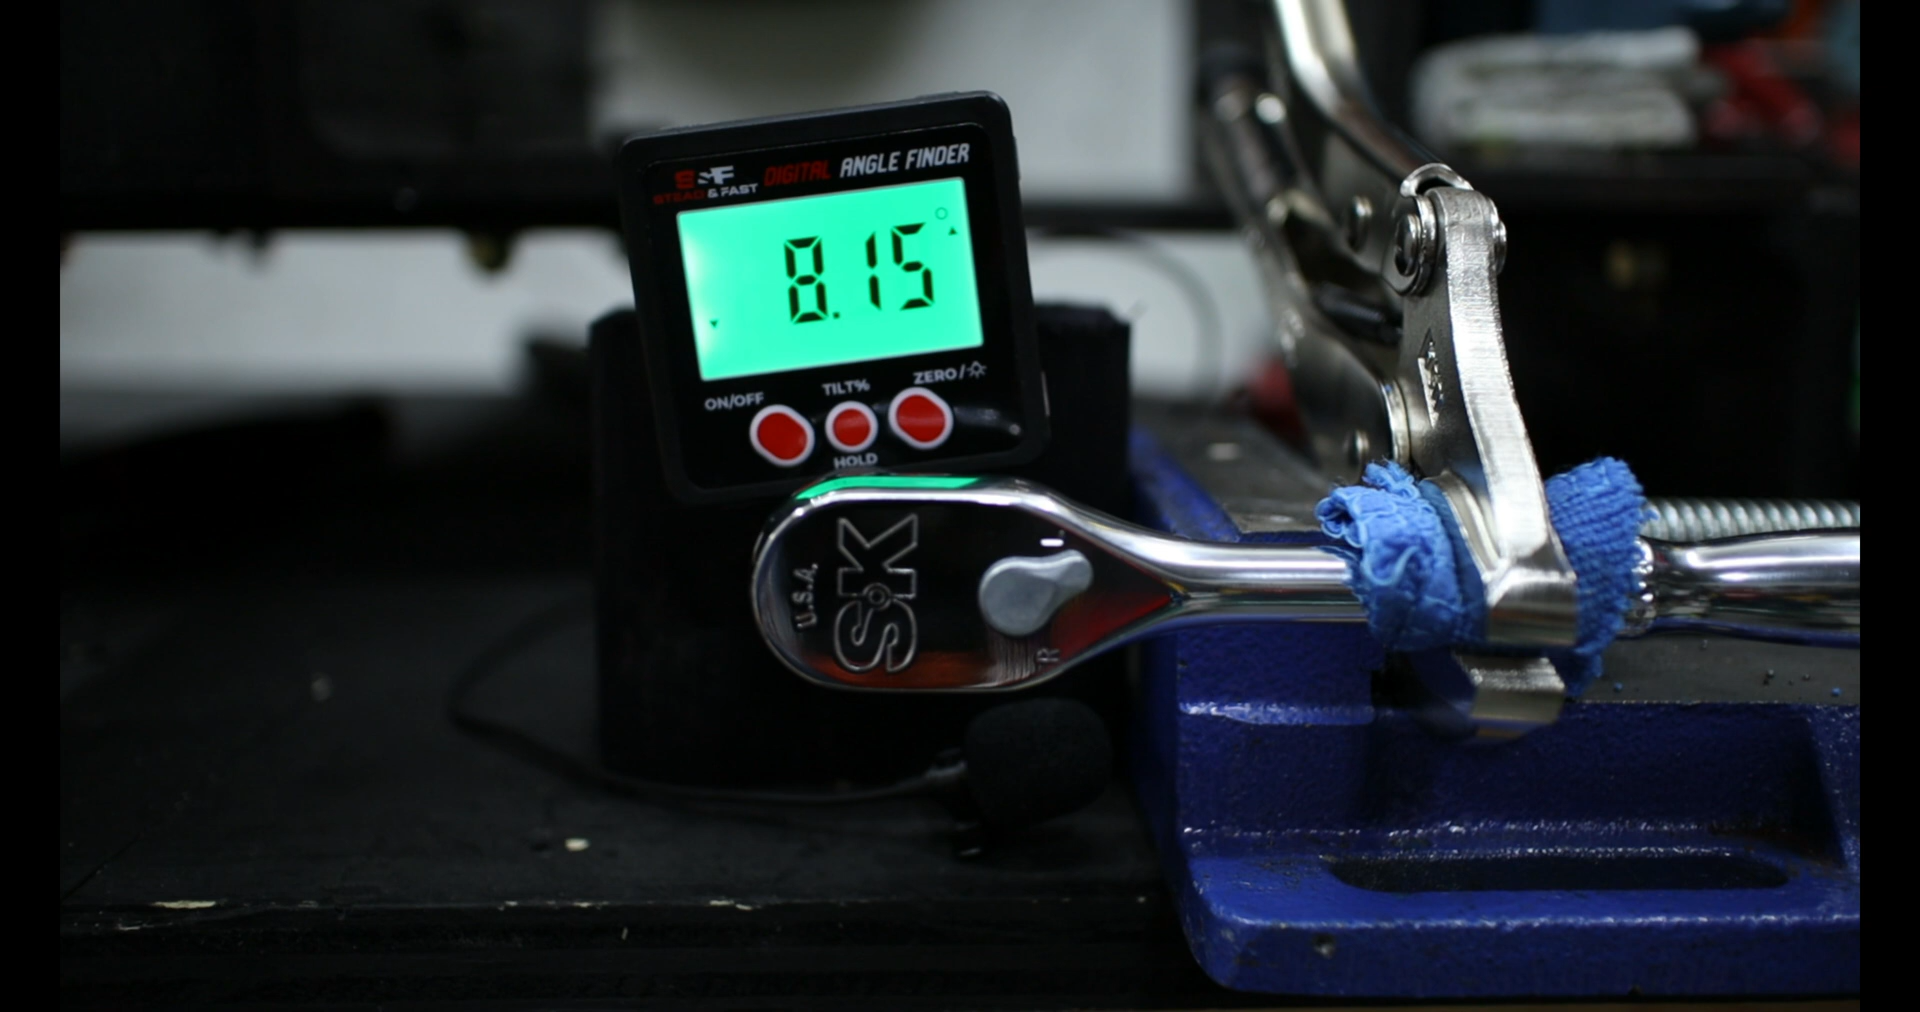 S&F DIGITAL ANGLE FINDER
STEAD & FAST
8.15
ON/OFF TILT% ZERO/
HOLD
L
U.S.A.
SK
R